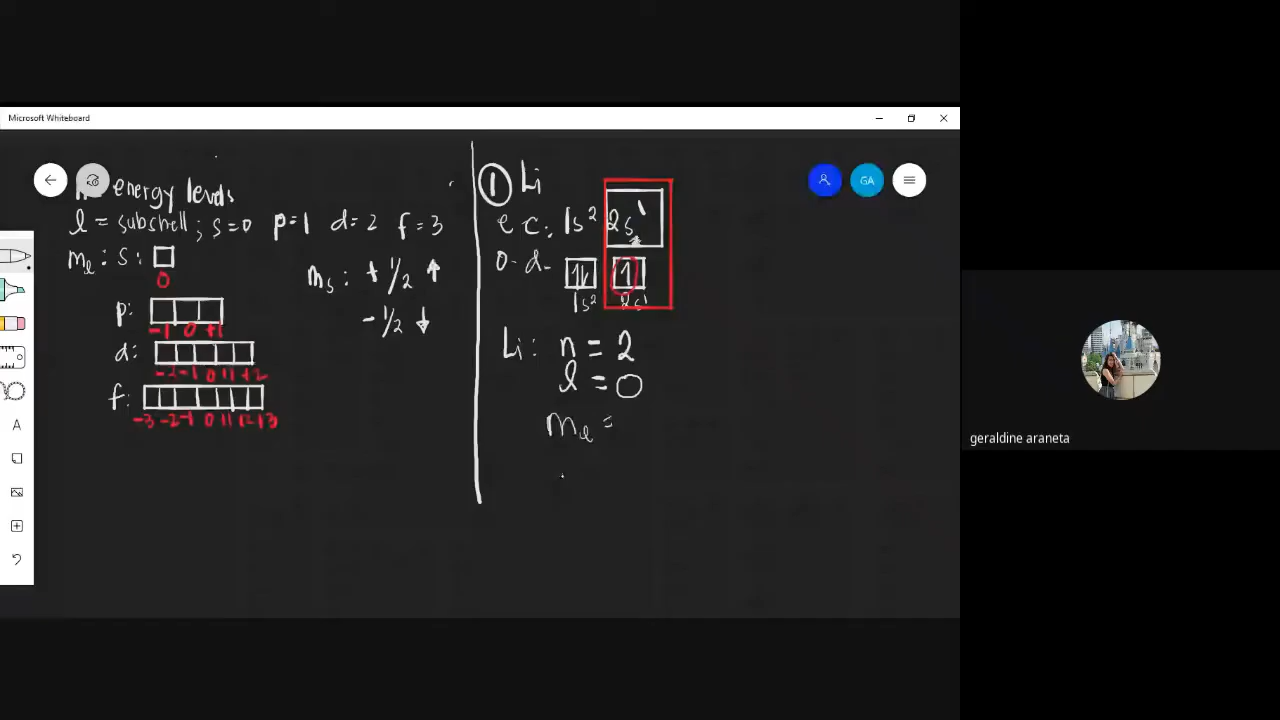 Microsoft Whiteboard
energy levels
l = subshell ; s=0 p=1 d=2 f=3
mₗ : s:
0
mₛ : + 1/2 ↑
- 1/2 ↓
p:
-1 0 +1
d:
-2 -1 0 +1 +2
f:
-3 -2 -1 0 +1 +2 +3
① Li
e c: 1s² 2s¹
o. d. 1↓ 1
1s² 2s¹
Li: n = 2
l = 0
mₗ =
GA
A
geraldine araneta